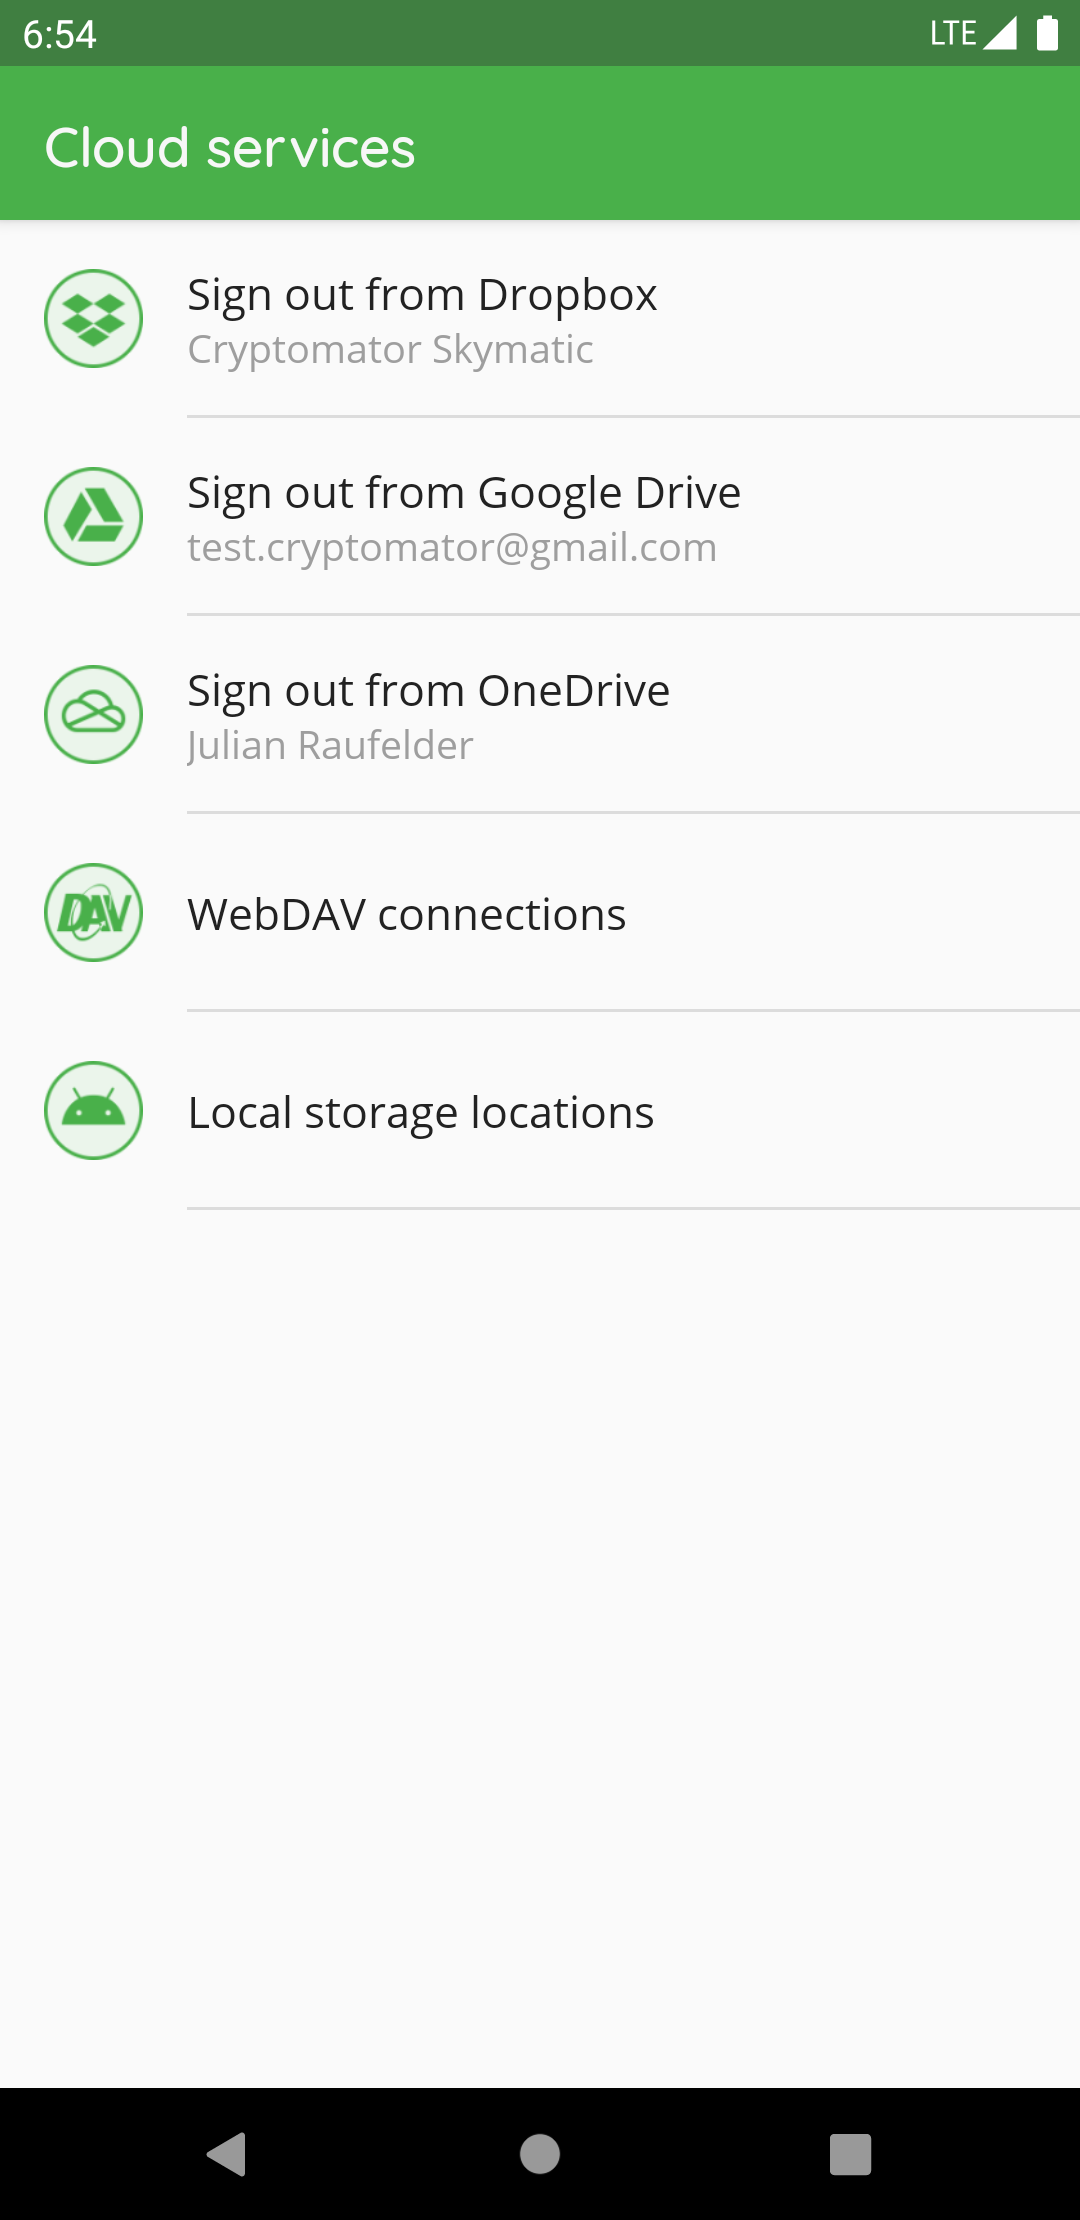 6:54
LTE
Cloud services
Sign out from Dropbox
Cryptomator Skymatic
Sign out from Google Drive
test.cryptomator@gmail.com
Sign out from OneDrive
Julian Raufelder
DAV
WebDAV connections
Local storage locations